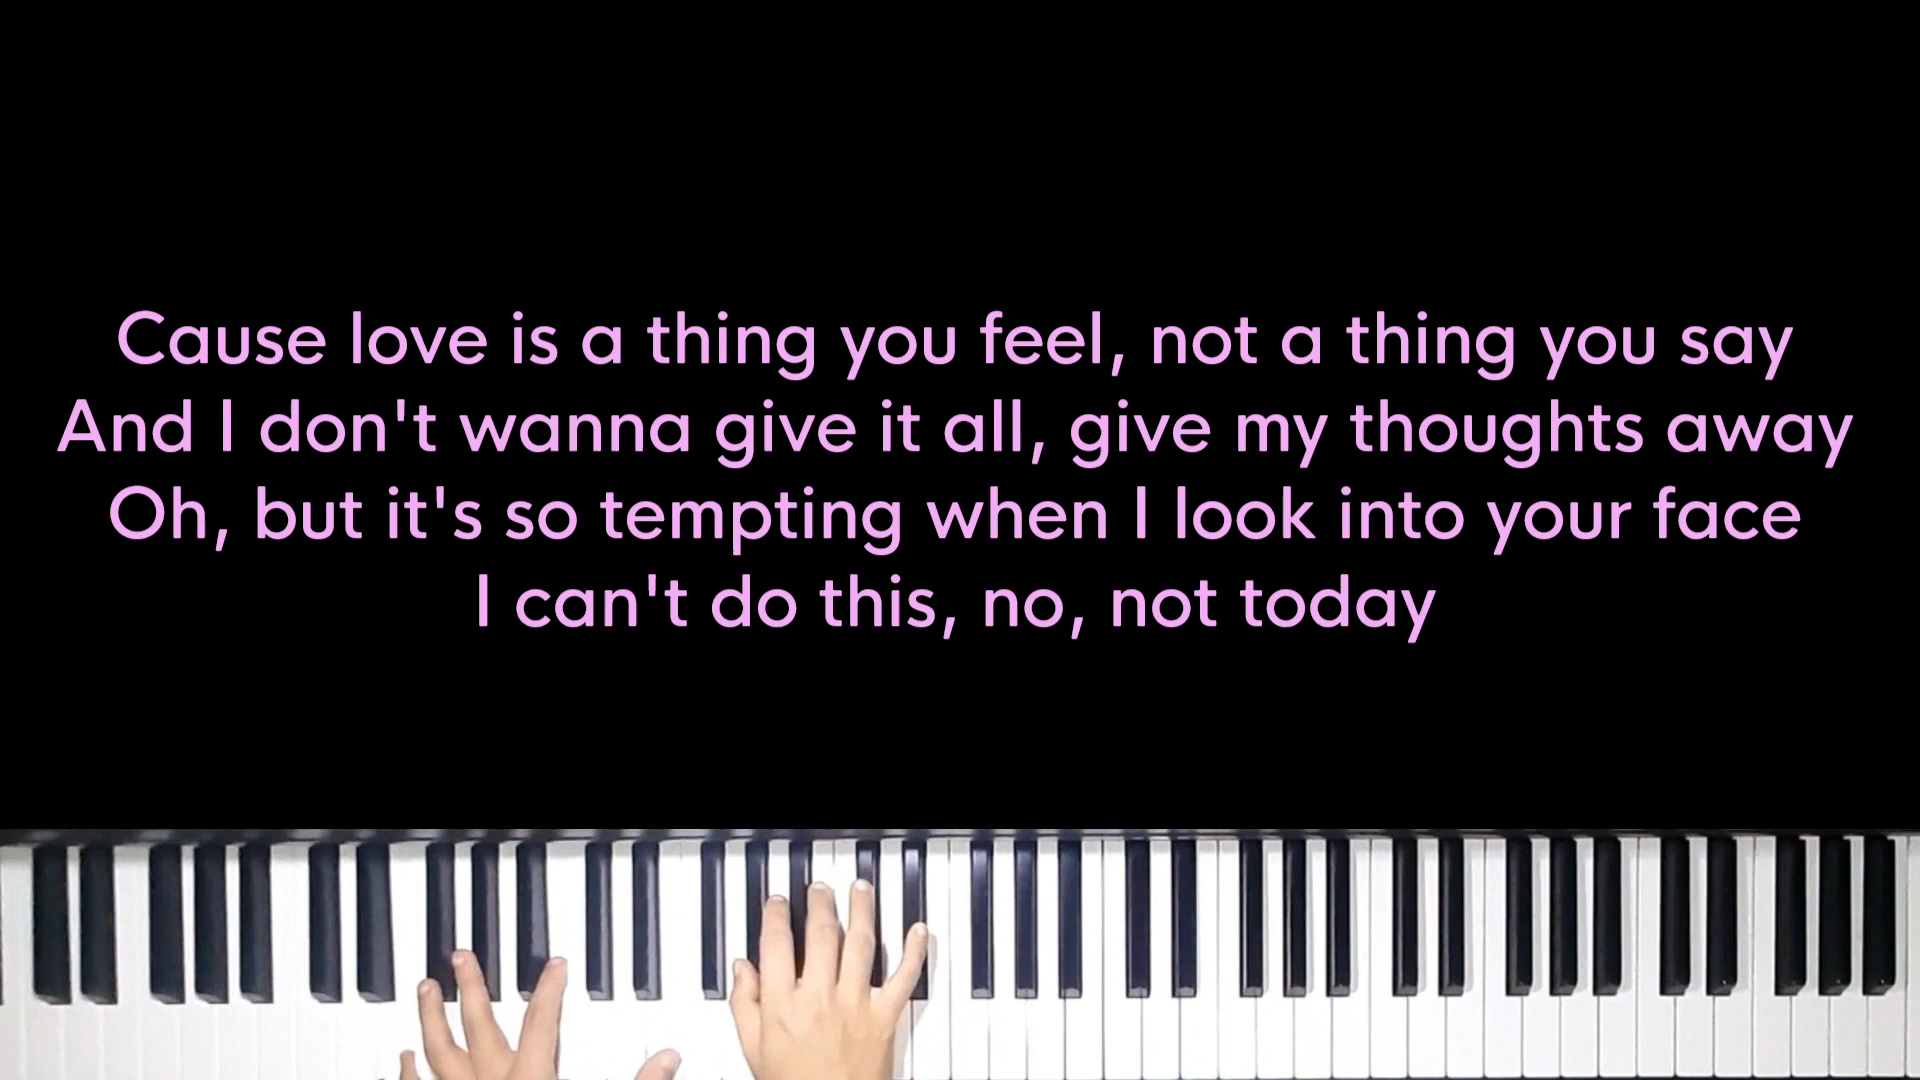 Cause love is a thing you feel, not a thing you say
And I don't wanna give it all, give my thoughts away
Oh, but it's so tempting when I look into your face
I can't do this, no, not today